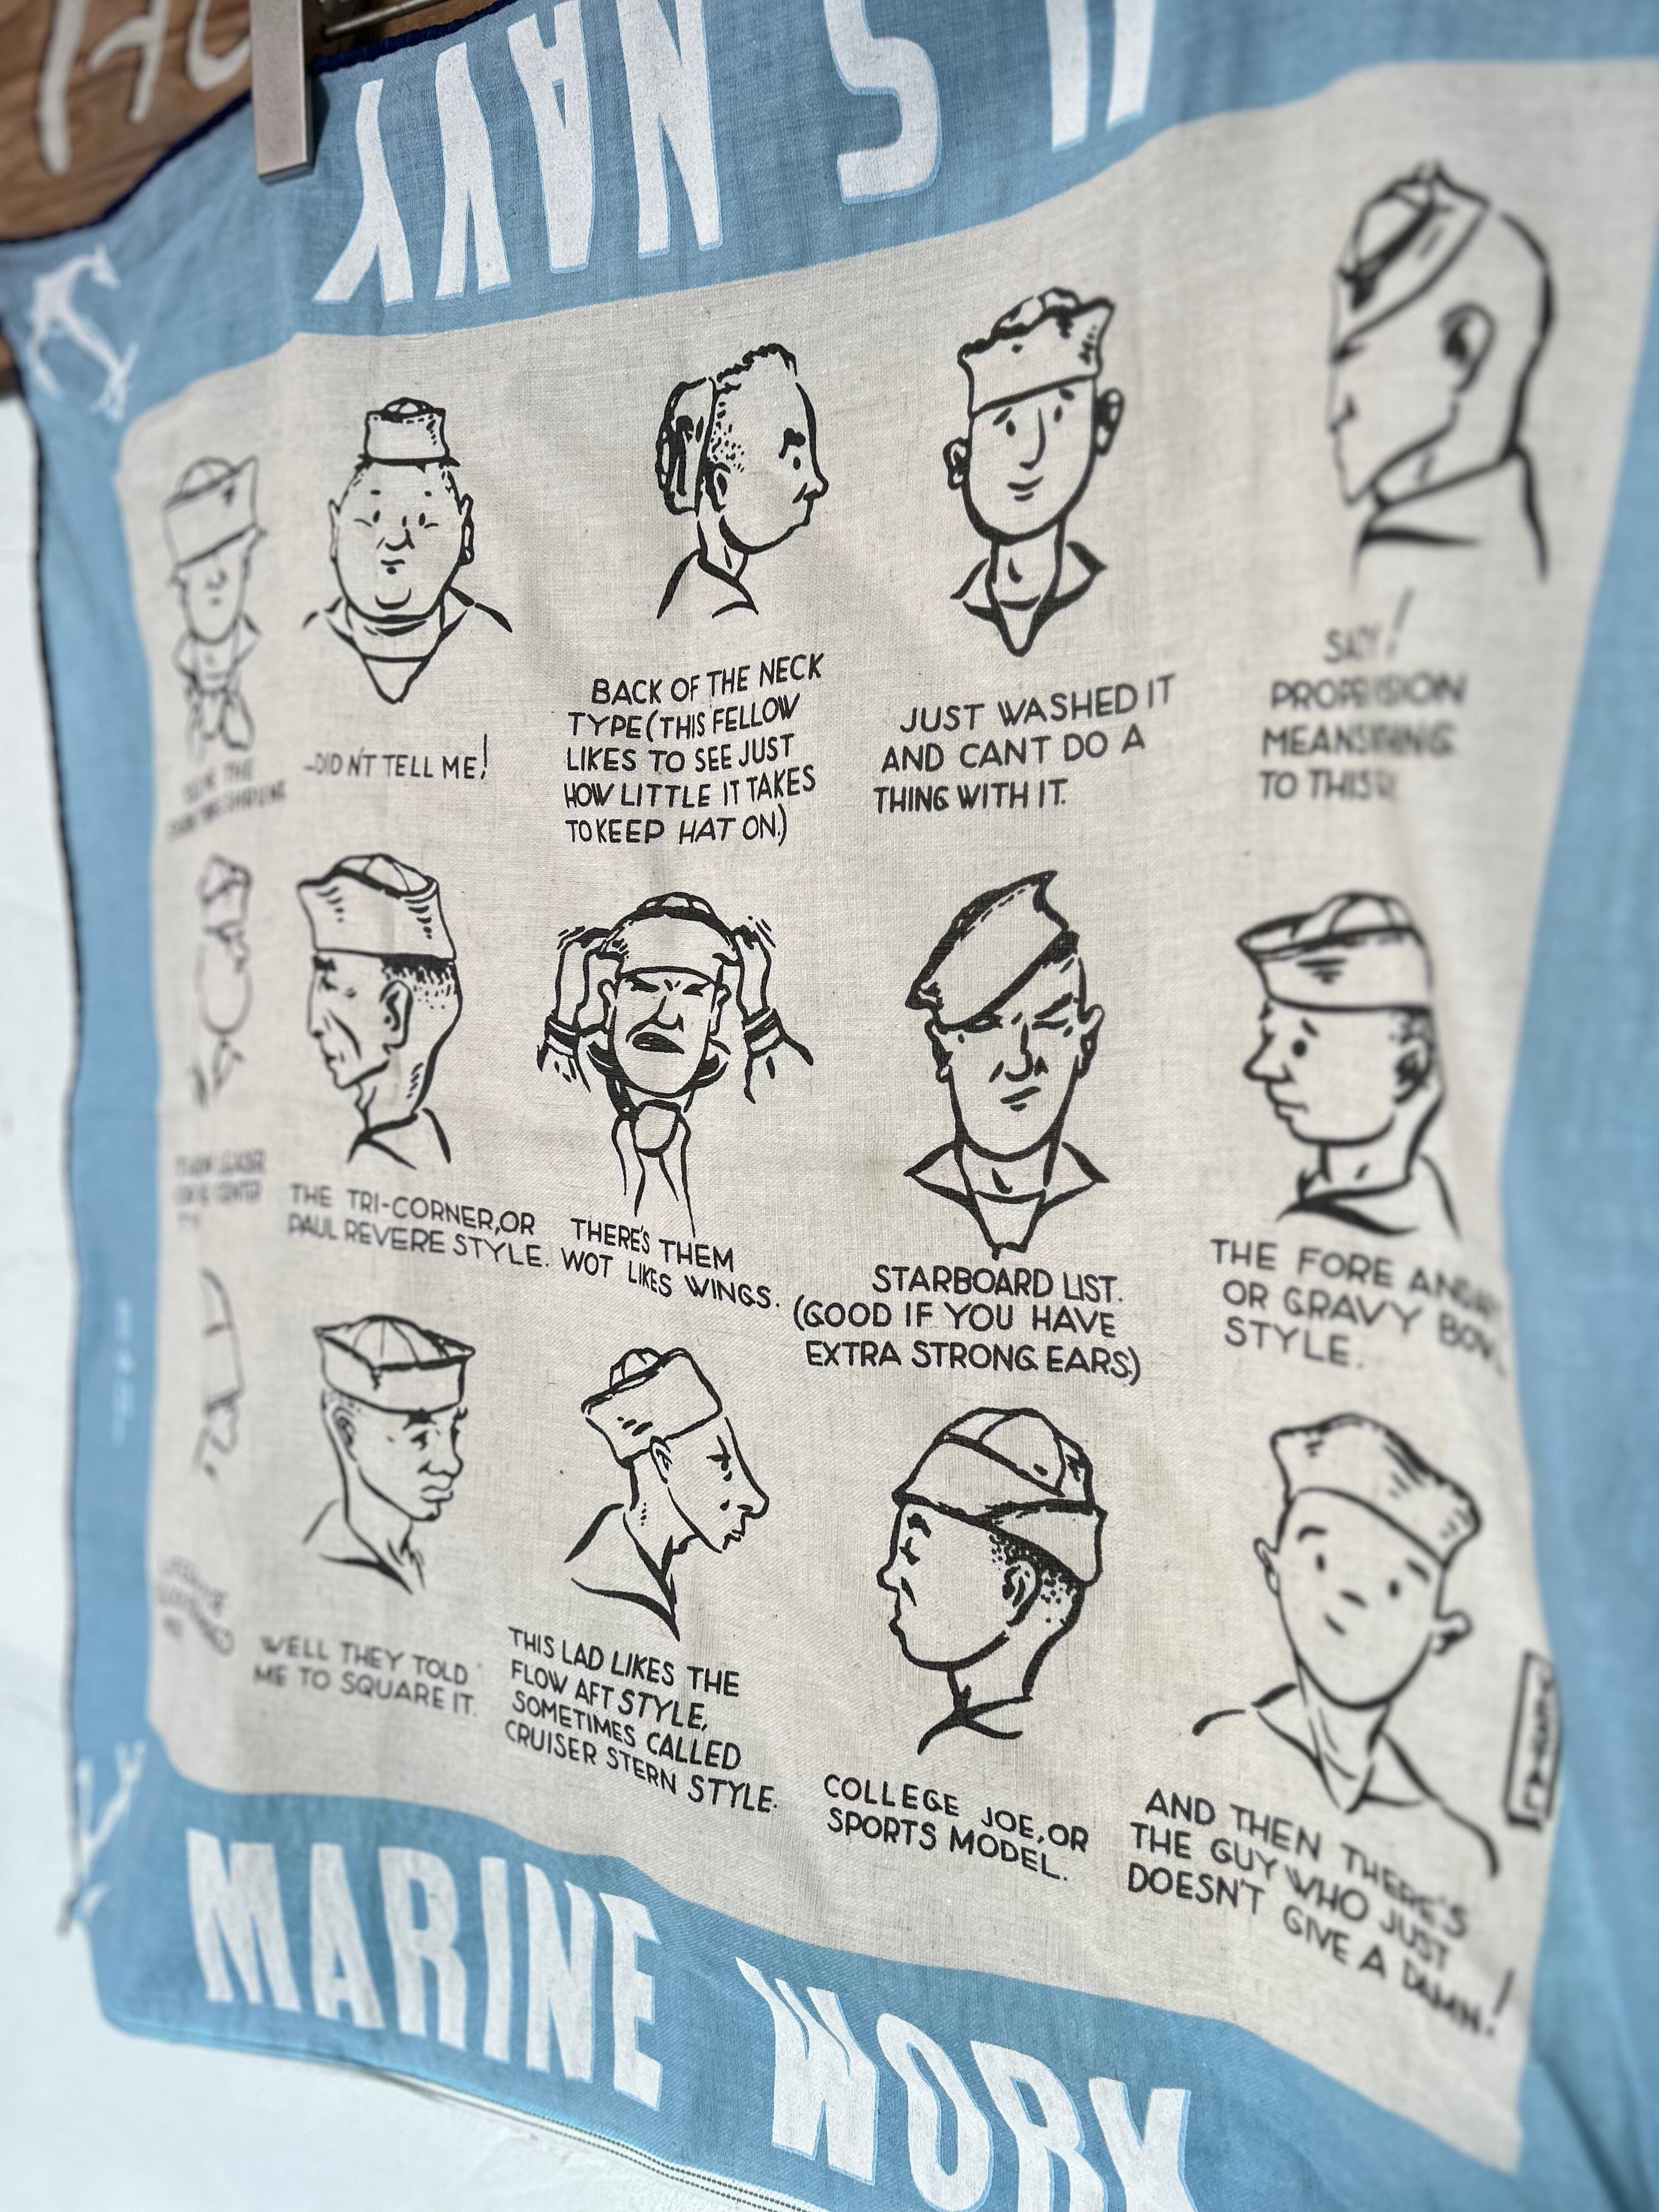 U S NAVY
-DID N'T TELL ME!
BACK OF THE NECK
TYPE (THIS FELLOW
LIKES TO SEE JUST
HOW LITTLE IT TAKES
TO KEEP HAT ON.)
JUST WASHED IT
AND CANT DO A
THING WITH IT.
TO THIS
THE TRI-CORNER, OR
PAUL REVERE STYLE.
THERE'S THEM
WOT LIKES WINGS.
STARBOARD LIST.
(GOOD IF YOU HAVE
EXTRA STRONG EARS.)
THE FORE AND
OR GRAVY BOWL
STYLE.
WELL THEY TOLD
ME TO SQUARE IT.
THIS LAD LIKES THE
FLOW AFT STYLE,
SOMETIMES CALLED
CRUISER STERN STYLE.
COLLEGE JOE, OR
SPORTS MODEL.
AND THEN THERE'S
THE GUY WHO JUST
DOESN'T GIVE A DAMN!
MARINE WORK